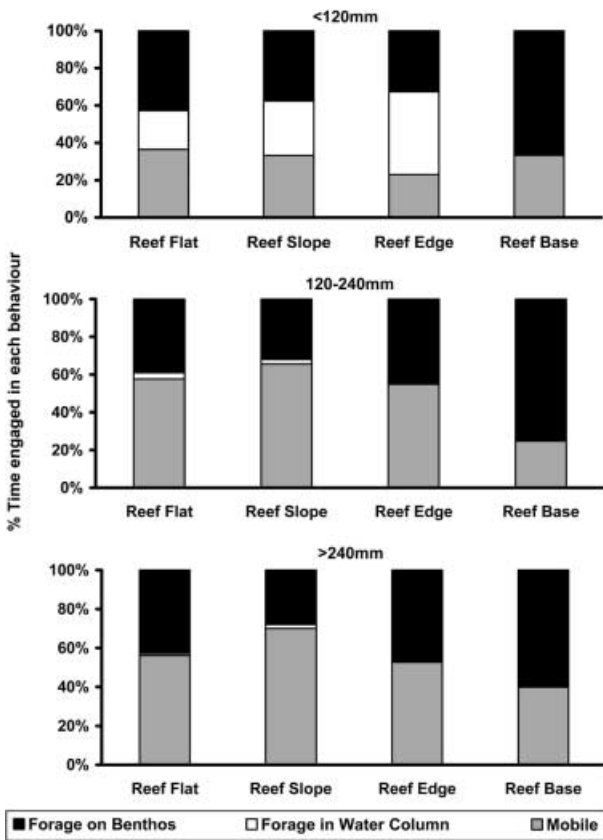 <120mm
100%
80%
60%
40%
20%
0%
Reef Flat Reef Slope Reef Edge Reef Base
% Time engaged in each behaviour
120-240mm
100%
80%
60%
40%
20%
0%
Reef Flat Reef Slope Reef Edge Reef Base
>240mm
100%
80%
60%
40%
20%
0%
Reef Flat Reef Slope Reef Edge Reef Base
Forage on Benthos Forage in Water Column Mobile